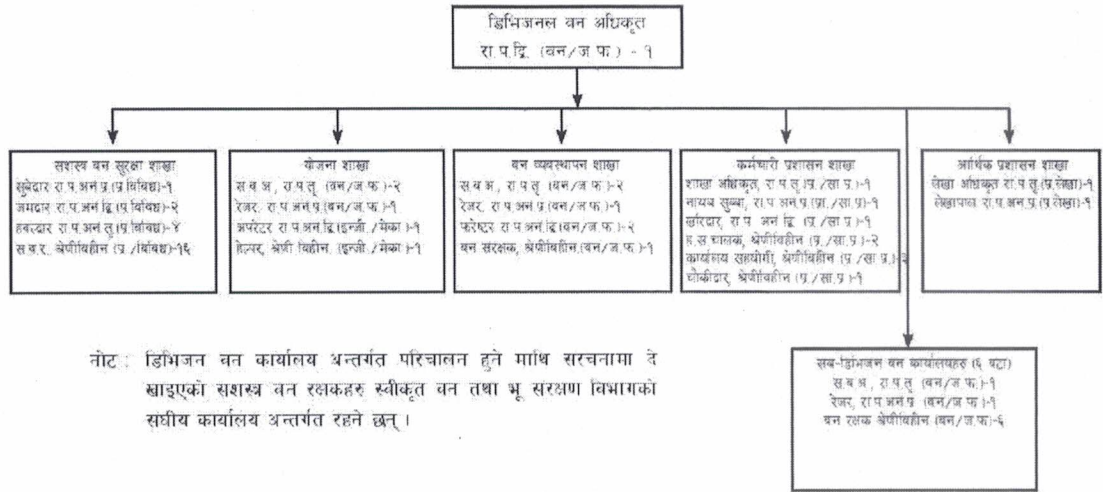 डिभिजनल वन अधिकृत
रा.प.द्वि. (वन/ज.फ.) - १
सशस्त्र वन सुरक्षा शाखा
सुबेदार रा.प.अनं.प्र.(प्र.विविध)-१
जमदार रा.प.अनं.द्वि.(प्र.विविध)-२
हवल्दार रा.प.अनं.तृ.(प्र.विविध)-४
स.व.र. श्रेणीविहीन (प्र./विविध)-१६
योजना शाखा
स.व.अ., रा.प.तृ. (वन/ज.फ.)-२
रेञ्जर, रा.प.अनं.प्र.(वन/ज.फ.)-१
अपरेटर रा.प.अनं.द्वि.(इन्जी./मेका.)-१
हेल्पर, श्रेणी विहीन. (इन्जी./मेका.)-१
वन व्यवस्थापन शाखा
स.व.अ., रा.प.तृ. (वन/ज.फ.)-२
रेञ्जर, रा.प.अनं.प्र.(वन/ज.फ.)-१
फरेष्टर रा.प.अनं.द्वि.(वन/ज.फ.)-२
वन संरक्षक, श्रेणीविहीन.(वन/ज.फ.)-१
कर्मचारी प्रशासन शाखा
शाखा अधिकृत, रा.प.तृ.(प्र./सा.प्र.)-१
नायब सुब्बा, रा.प.अनं.प्र.(प्रा./सा.प्र.)-१
खरिदार, रा.प. अनं.द्वि. (प्र./सा.प्र.)-१
ह.स.चालक, श्रेणीविहीन (प्र./सा.प्र.)-२
कार्यालय सहयोगी, श्रेणीविहीन (प्र./सा.प्र.)-
चौकीदार, श्रेणीविहीन (प्र./सा.प्र.)-१
आर्थिक प्रशासन शाखा
लेखा अधिकृत रा.प.तृ.(प्र.लेखा)-१
लेखापाल रा.प.अनं.प्र.(प्र.लेखा)-१
सब-डिभिजन वन कार्यालयहरु (६ वटा)
स.व.अ., रा.प.तृ. (वन/ज.फ.)-१
रेञ्जर, रा.प.अनं.प्र. (वन/ज.फ.)-१
वन रक्षक श्रेणीविहीन (वन/ज.फ.)-६
नोट : डिभिजन वन कार्यालय अन्तर्गत परिचालन हुने माथि संरचनामा दे
खाइएको सशस्त्र वन रक्षकहरु स्वीकृत वन तथा भू संरक्षण विभागको
संघीय कार्यालय अन्तर्गत रहने छन् ।